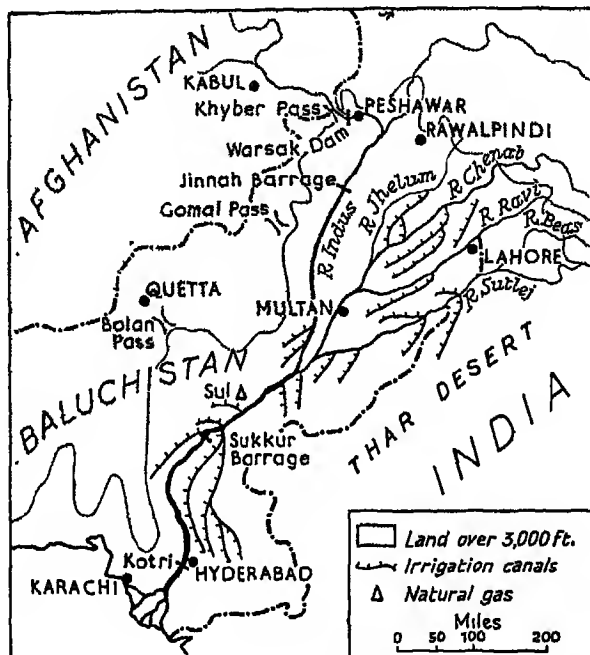 AFGHANISTAN
KABUL
Khyber Pass
PESHAWAR
Warsak Dam
RAWALPINDI
Jinnah Barrage
Gomal Pass
R Indus
R Jhelum
R Chenab
R Ravi
R Beas
LAHORE
R Sutlej
QUETTA
MULTAN
Bolan
Pass
BALUCHISTAN
Sul
THAR DESERT
INDIA
Sukkur
Barrage
Kotri
HYDERABAD
KARACHI
Land over 3,000 Ft.
Irrigation canals
Natural gas
Miles
0 100 200